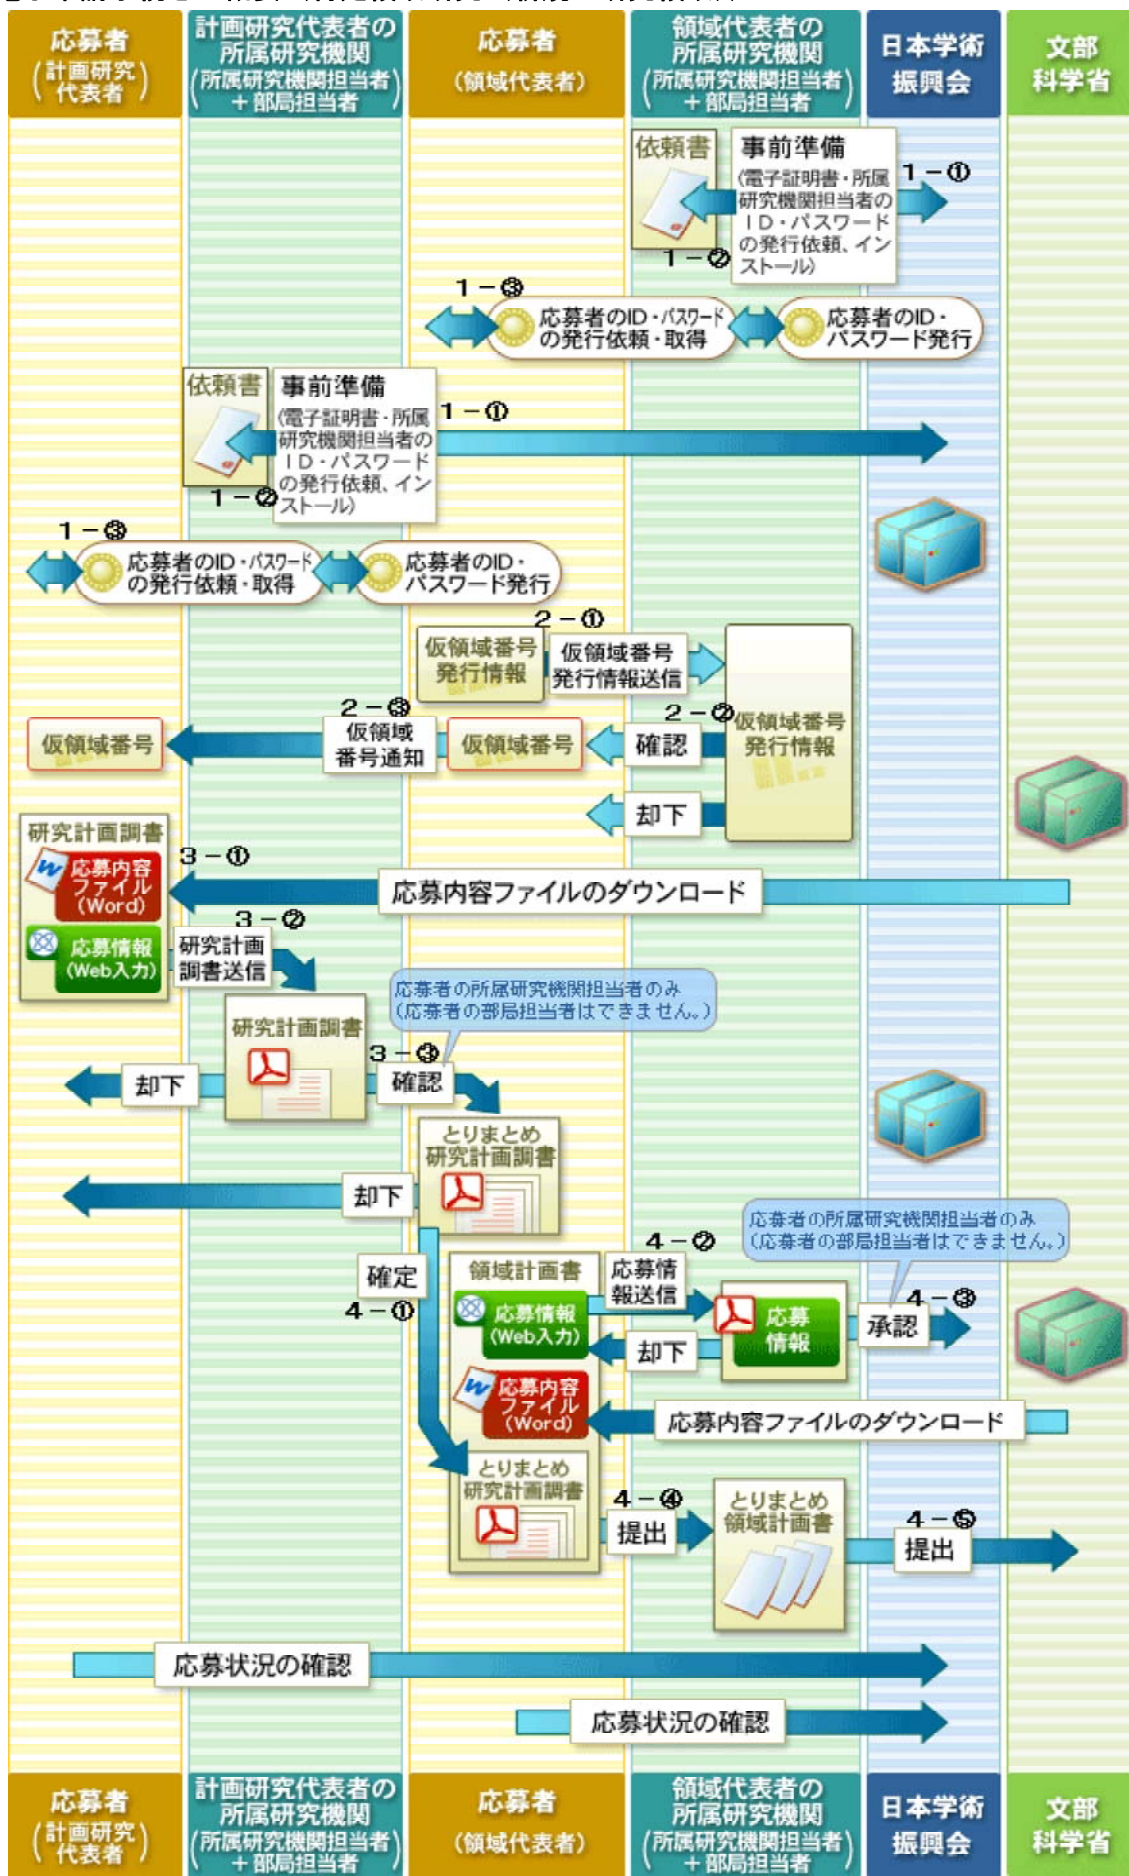 応募者
(計画研究
代表者)
計画研究代表者の
所属研究機関
(所属研究機関担当者
＋部局担当者)
応募者
(領域代表者)
領域代表者の
所属研究機関
(所属研究機関担当者
＋部局担当者)
日本学術
振興会
文部
科学省
依頼書
事前準備
(電子証明書・所属
研究機関担当者の
ＩＤ・パスワード
の発行依頼、イン
ストール)
1－①
1－②
1－③
応募者のID・パスワード
の発行依頼・取得
応募者のID・
パスワード発行
依頼書
事前準備
(電子証明書・所属
研究機関担当者の
ＩＤ・パスワード
の発行依頼、イン
ストール)
1－①
1－②
1－③
応募者のID・パスワード
の発行依頼・取得
応募者のID・
パスワード発行
2－①
仮領域番号
発行情報
仮領域番号
発行情報送信
2－③
2－②
仮領域番号
仮領域
番号通知
仮領域番号
確認
仮領域番号
発行情報
却下
研究計画調書
応募内容
ファイル
(Word)
3－①
応募内容ファイルのダウンロード
3－②
応募情報
(Web入力)
研究計画
調書送信
応募者の所属研究機関担当者のみ
(応募者の部局担当者はできません。)
研究計画調書
3－③
却下
確認
とりまとめ
研究計画調書
却下
応募者の所属研究機関担当者のみ
(応募者の部局担当者はできません。)
確定
4－①
領域計画書
応募情報
(Web入力)
4－②
応募情
報送信
却下
応募
情報
4－③
承認
応募内容
ファイル
(Word)
応募内容ファイルのダウンロード
とりまとめ
研究計画調書
4－④
提出
とりまとめ
領域計画書
4－⑤
提出
応募状況の確認
応募状況の確認
応募者
(計画研究
代表者)
計画研究代表者の
所属研究機関
(所属研究機関担当者
＋部局担当者)
応募者
(領域代表者)
領域代表者の
所属研究機関
(所属研究機関担当者
＋部局担当者)
日本学術
振興会
文部
科学省